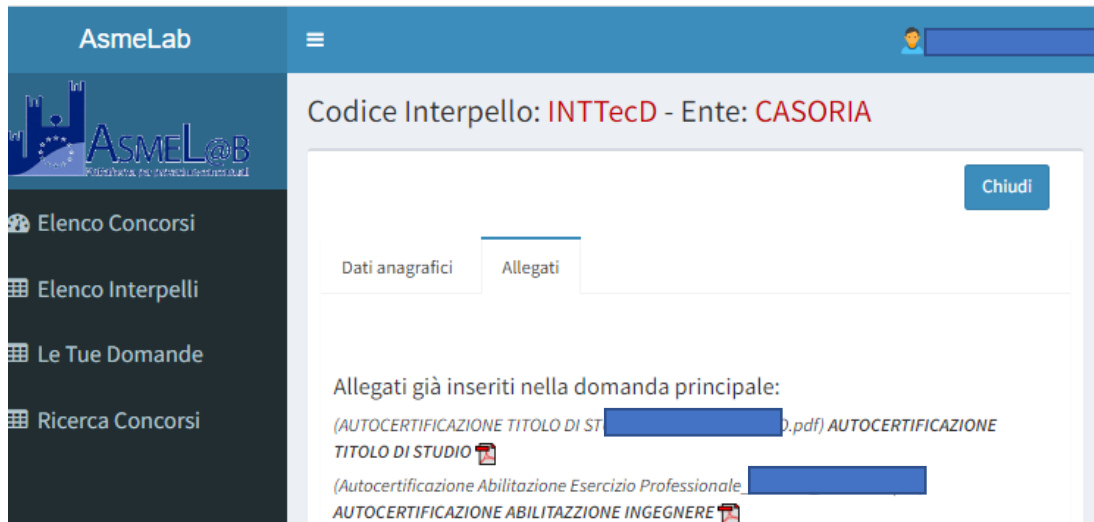 AsmeLab
Codice Interpello: INTTecD - Ente: CASORIA
ASMEL@B
Chiudi
Elenco Concorsi
Elenco Interpelli
Le Tue Domande
Ricerca Concorsi
Dati anagrafici
Allegati
Allegati già inseriti nella domanda principale:
(AUTOCERTIFICAZIONE TITOLO DI .pdf) AUTOCERTIFICAZIONE
TITOLO DI STUDIO
(Autocertificazione Abilitazione Esercizio Professionale_
AUTOCERTIFICAZIONE ABILITAZZIONE INGEGNERE